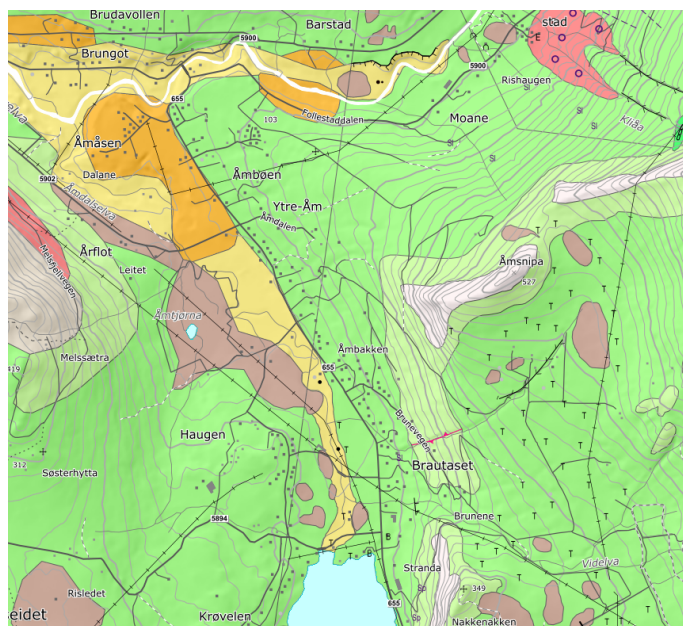 Brudavollen
Barstad
stad
5900
Brungot
E
5900
Rishaugen
655
103
Follestaddalen
Moane
Kilåa
Åmåsen
Dalane
5902
Åmbøen
Åmdalselva
Ytre-Åm
Åmdalen
Årflot
Melsfjellvegen
Leitet
Åmsnipa
527
Åmtjørna
Melssætra
Åmbakken
419
655
Haugen
Brunevegen
312
Søsterhytta
Brautaset
5894
Brunene
Stranda
Videlva
Risledet
349
eidet
655
Krøvelen
Nakkenakken